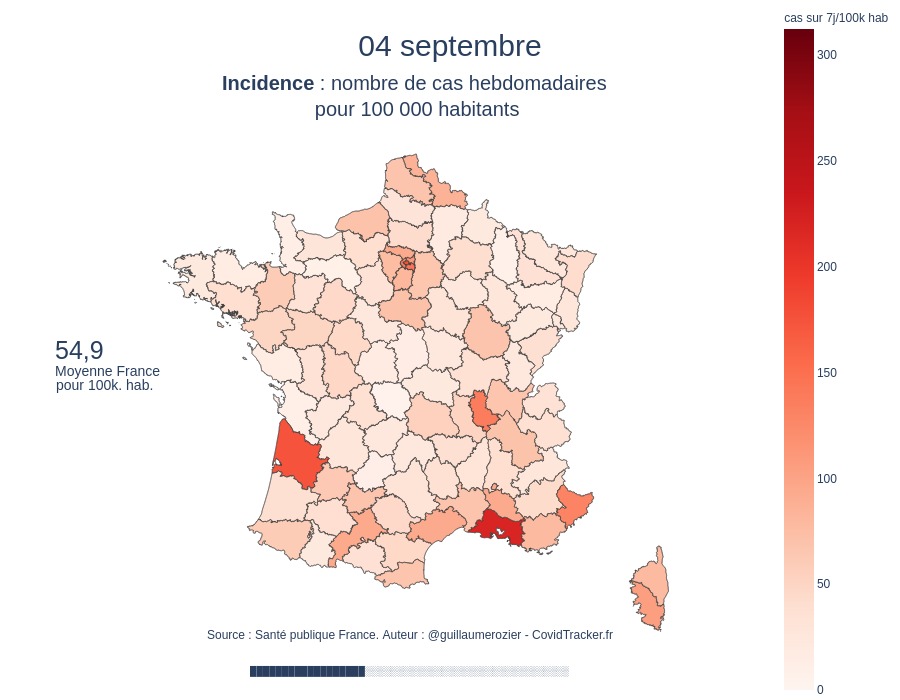 cas sur 7j/100k hab
04 septembre
Incidence : nombre de cas hebdomadaires
pour 100 000 habitants
300
250
200
150
100
50
0
54,9
Moyenne France
pour 100k. hab.
Source : Santé publique France. Auteur : @guillaumerozier - CovidTracker.fr